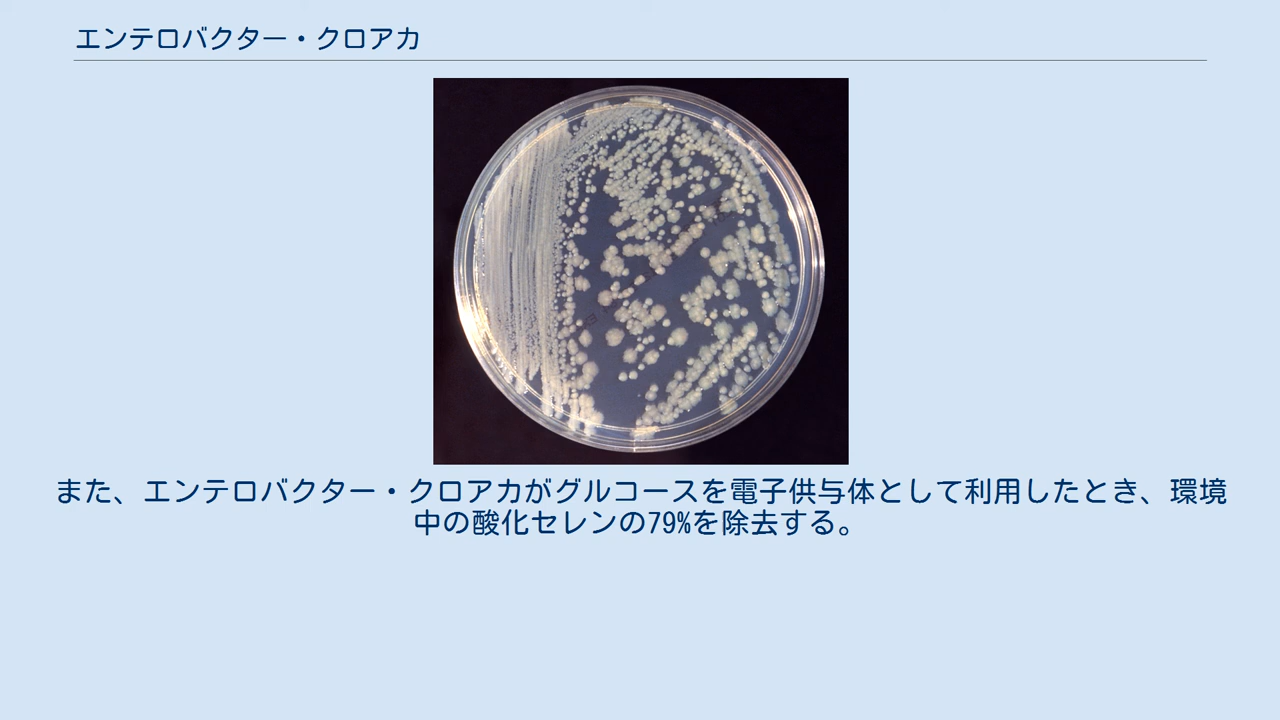 エンテロバクター・クロアカ
また、エンテロバクター・クロアカがグルコースを電子供与体として利用したとき、環境
中の酸化セレンの79%を除去する。